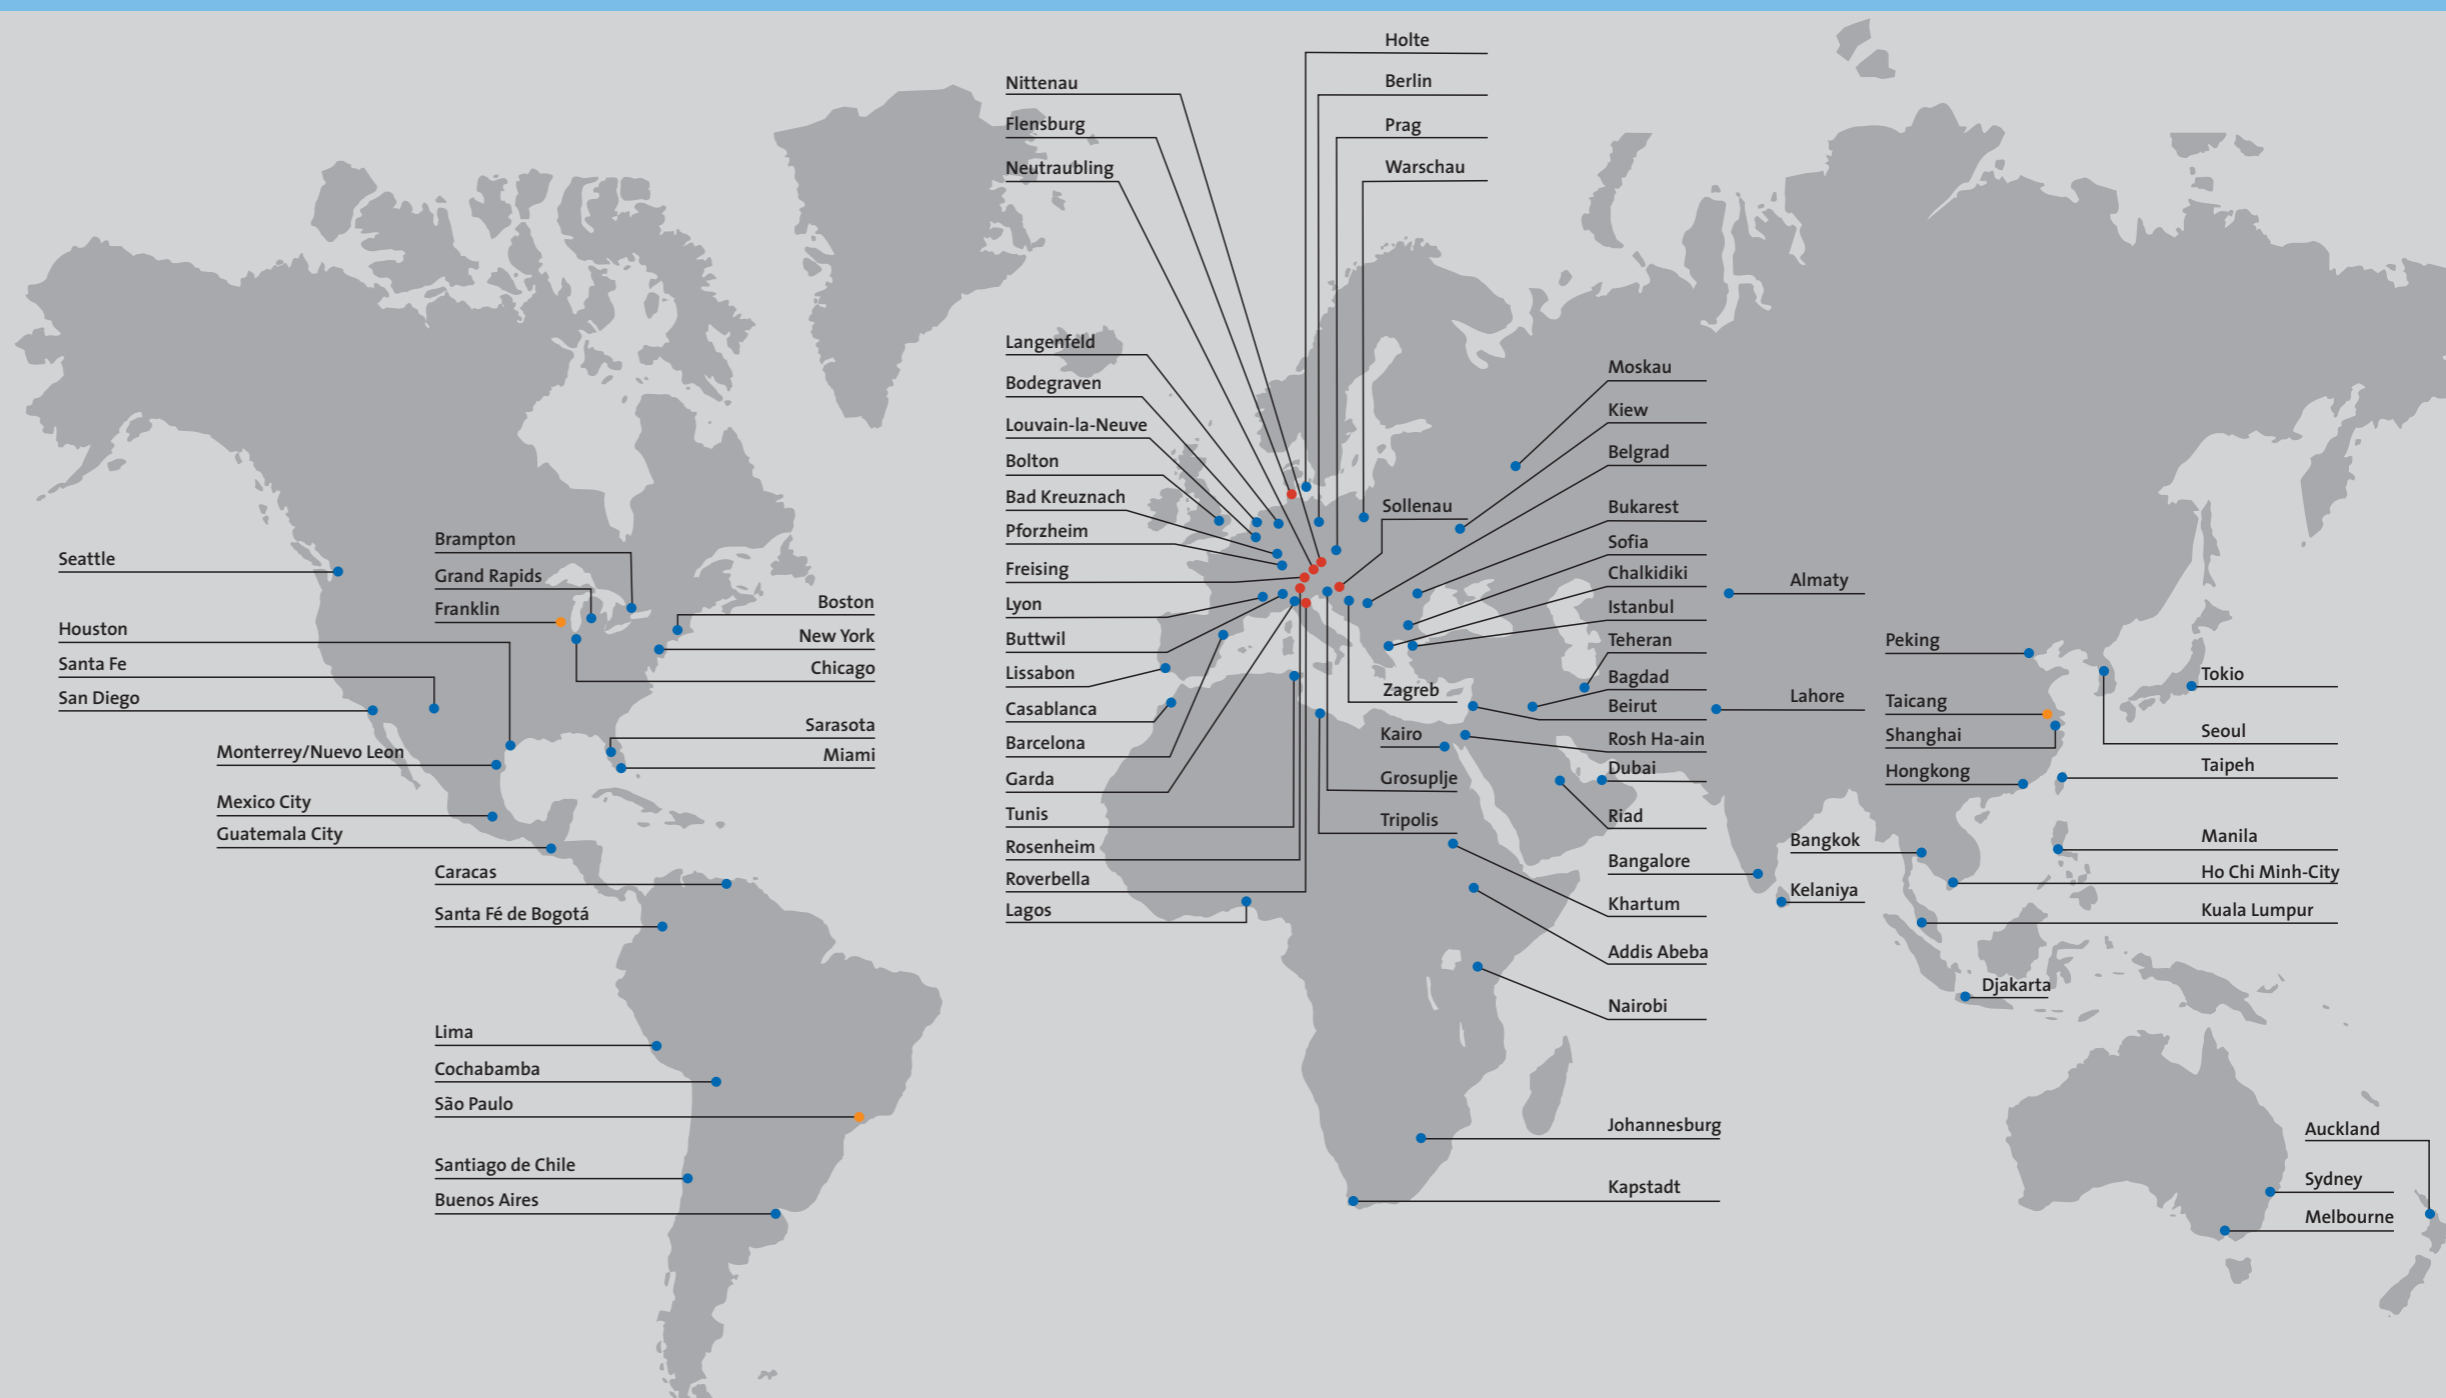 Seattle
Houston
Santa Fe
San Diego
Monterrey/Nuevo Leon
Mexico City
Guatemala City
Brampton
Grand Rapids
Franklin
Boston
New York
Chicago
Sarasota
Miami
Caracas
Santa Fé de Bogotá
Lima
Cochabamba
São Paulo
Santiago de Chile
Buenos Aires
Nittenau
Flensburg
Neutraubling
Langenfeld
Bodegraven
Louvain-la-Neuve
Bolton
Bad Kreuznach
Pforzheim
Freising
Lyon
Buttwil
Lissabon
Casablanca
Barcelona
Garda
Tunis
Rosenheim
Roverbella
Lagos
Holte
Berlin
Prag
Warschau
Sollenau
Zagreb
Kairo
Grosuplje
Tripolis
Moskau
Kiew
Belgrad
Bukarest
Sofia
Chalkidiki
Istanbul
Teheran
Bagdad
Beirut
Rosh Ha-ain
Dubai
Riad
Bangalore
Khartum
Addis Abeba
Nairobi
Johannesburg
Kapstadt
Almaty
Lahore
Bangkok
Kelaniya
Peking
Taicang
Shanghai
Hongkong
Djakarta
Tokio
Seoul
Taipeh
Manila
Ho Chi Minh-City
Kuala Lumpur
Auckland
Sydney
Melbourne